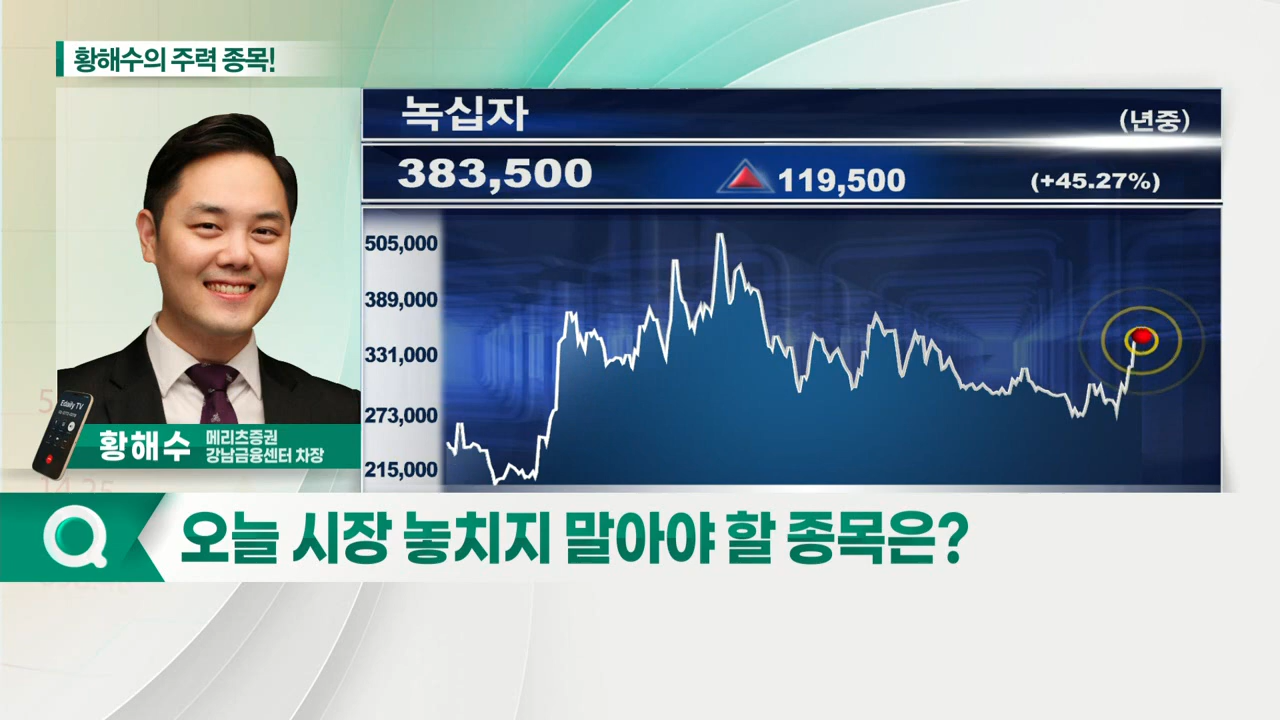 황해수의 주력 종목!
녹십자
(년중)
383,500 119,500 (+45.27%)
505,000
389,000
331,000
273,000
215,000
Edaily TV
황해수
메리츠증권
강남금융센터 차장
오늘 시장 놓치지 말아야 할 종목은?